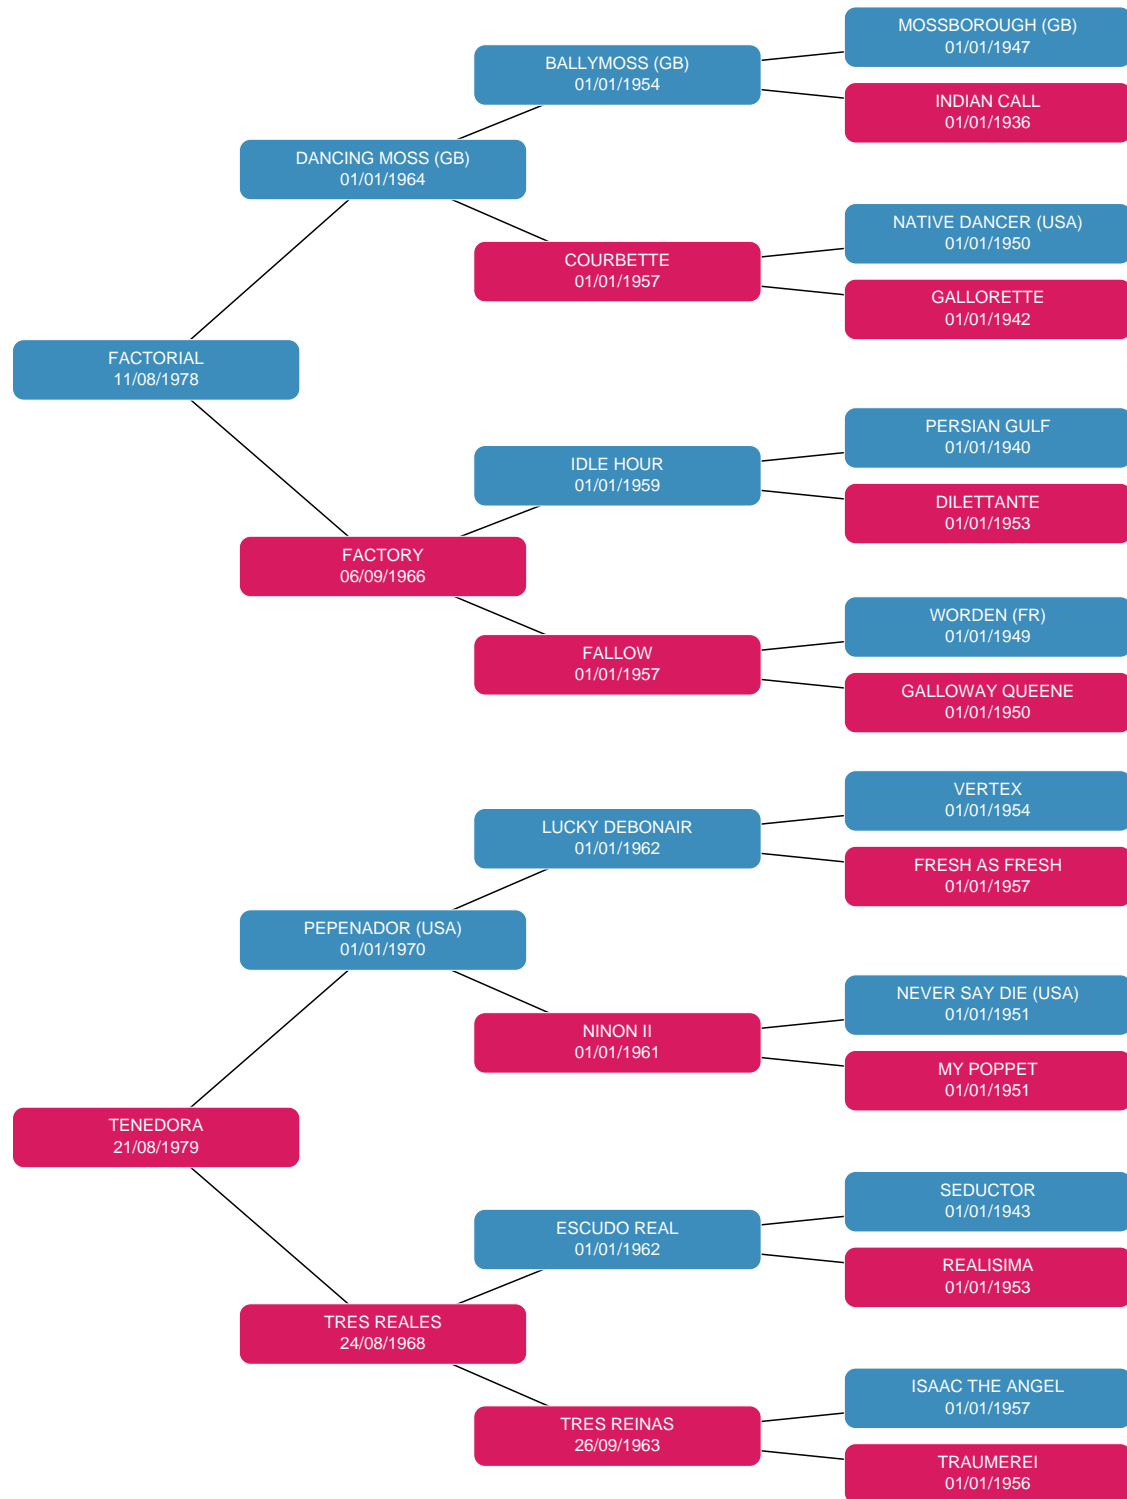 MOSSBOROUGH (GB)
01/01/1947
BALLYMOSS (GB)
01/01/1954
INDIAN CALL
01/01/1936
DANCING MOSS (GB)
01/01/1964
NATIVE DANCER (USA)
01/01/1950
COURBETTE
01/01/1957
GALLORETTE
01/01/1942
FACTORIAL
11/08/1978
PERSIAN GULF
01/01/1940
IDLE HOUR
01/01/1959
DILETTANTE
01/01/1953
FACTORY
06/09/1966
WORDEN (FR)
01/01/1949
FALLOW
01/01/1957
GALLOWAY QUEENE
01/01/1950
VERTEX
01/01/1954
LUCKY DEBONAIR
01/01/1962
FRESH AS FRESH
01/01/1957
PEPENADOR (USA)
01/01/1970
NEVER SAY DIE (USA)
01/01/1951
NINON II
01/01/1961
MY POPPET
01/01/1951
TENEDORA
21/08/1979
SEDUCTOR
01/01/1943
ESCUDO REAL
01/01/1962
REALISIMA
01/01/1953
TRES REALES
24/08/1968
ISAAC THE ANGEL
01/01/1957
TRES REINAS
26/09/1963
TRAUMEREI
01/01/1956